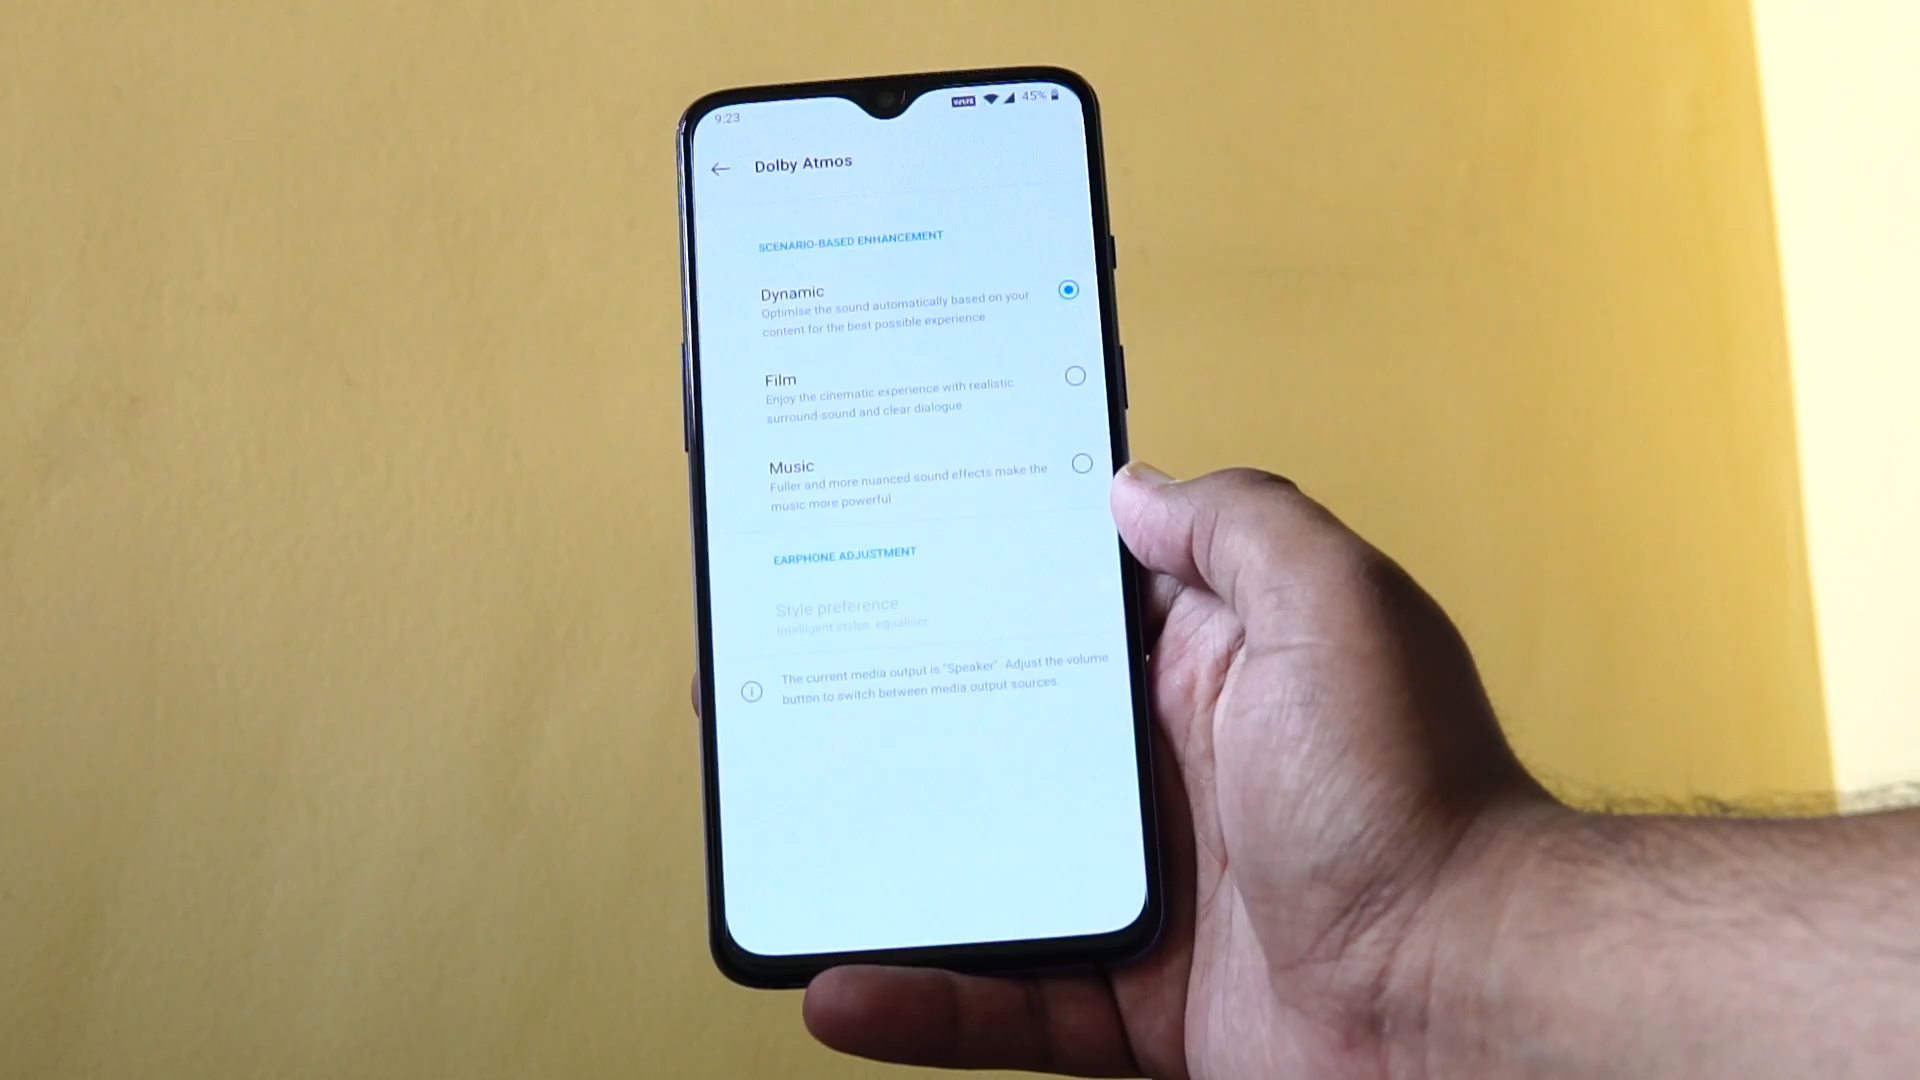 9:23
VoLTE
45%
Dolby Atmos
SCENARIO-BASED ENHANCEMENT
Dynamic
Optimise the sound automatically based on your
content for the best possible experience
Film
Enjoy the cinematic experience with realistic
surround-sound and clear dialogue
Music
Fuller and more nuanced sound effects make the
music more powerful
EARPHONE ADJUSTMENT
Style preference
Intelligent styles, equaliser
The current media output is "Speaker". Adjust the volume
button to switch between media output sources.